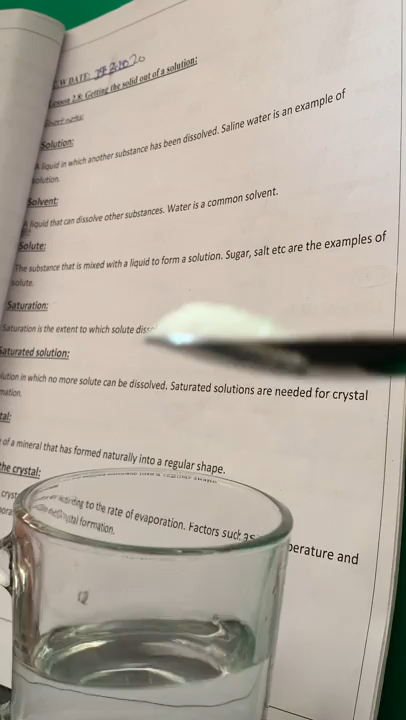 C.W DATE: 27-3-2020
Lesson 2.8: Getting the solid out of a solution:
Solution:
A liquid in which another substance has been dissolved. Saline water is an example of
solution.
Solvent:
A liquid that can dissolve other substances. Water is a common solvent.
Solute:
The substance that is mixed with a liquid to form a solution. Sugar, salt etc are the examples of
solute.
Saturation:
Saturation is the extent to which solute
Saturated solution:
in which no more solute can be dissolved. Saturated solutions are needed for crystal
of a mineral that has formed naturally into a regular shape.
the crystal:
according to the rate of evaporation. Factors such as
perature and
formation.